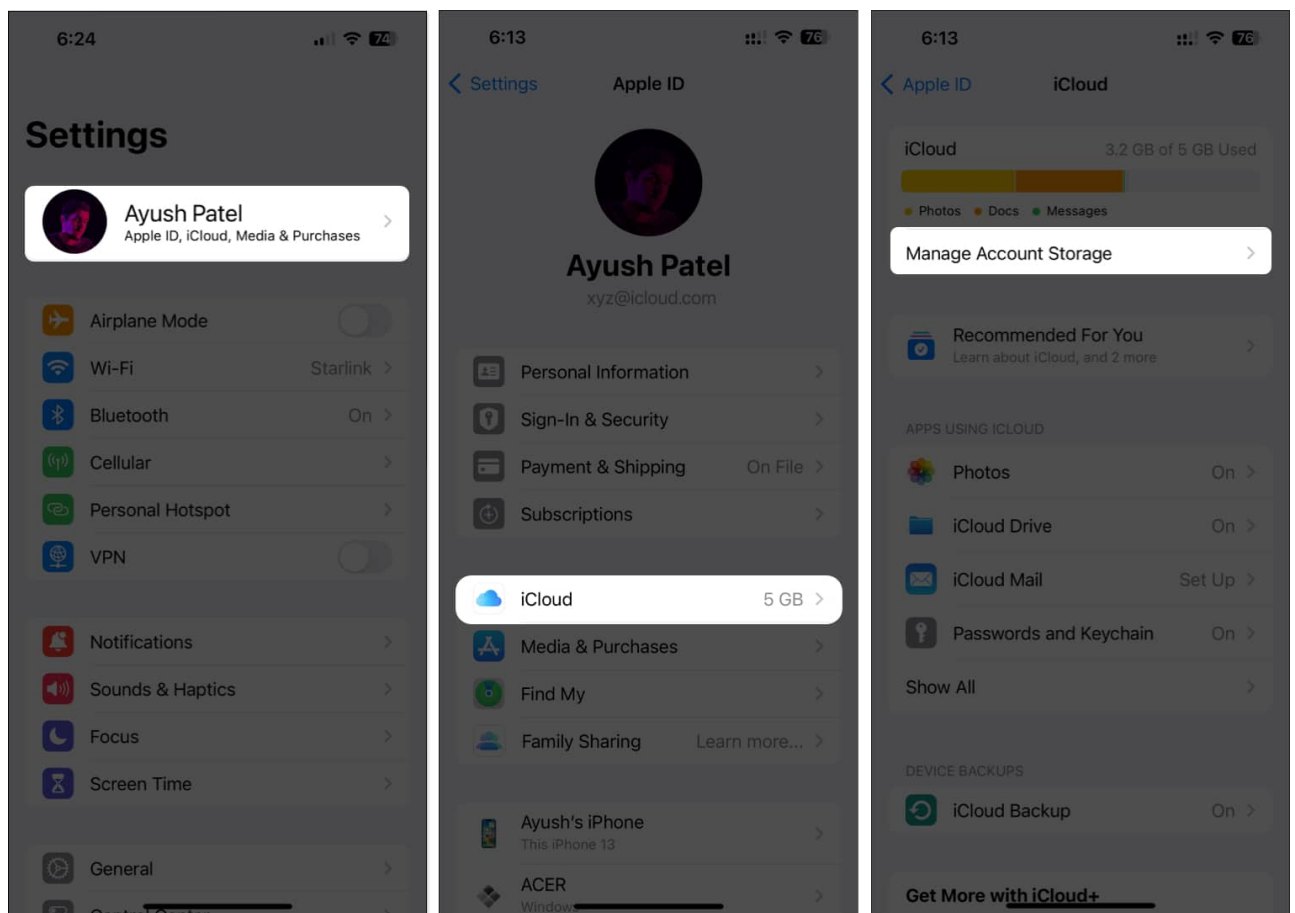 6:24
74
Settings
Ayush Patel
Apple ID, iCloud, Media & Purchases
Airplane Mode
Wi-Fi Starlink
Bluetooth On
Cellular
Personal Hotspot
VPN
Notifications
Sounds & Haptics
Focus
Screen Time
General
Control Center
6:13
76
Settings Apple ID
Ayush Patel
xyz@icloud.com
Personal Information
Sign-In & Security
Payment & Shipping On File
Subscriptions
iCloud 5 GB
Media & Purchases
Find My
Family Sharing Learn more...
Ayush's iPhone
This iPhone 13
ACER
Windows
6:13
76
Apple ID iCloud
iCloud 3.2 GB of 5 GB Used
Photos Docs Messages
Manage Account Storage
Recommended For You
Learn about iCloud, and 2 more
APPS USING ICLOUD
Photos On
iCloud Drive On
iCloud Mail Set Up
Passwords and Keychain On
Show All
DEVICE BACKUPS
iCloud Backup On
Get More with iCloud+